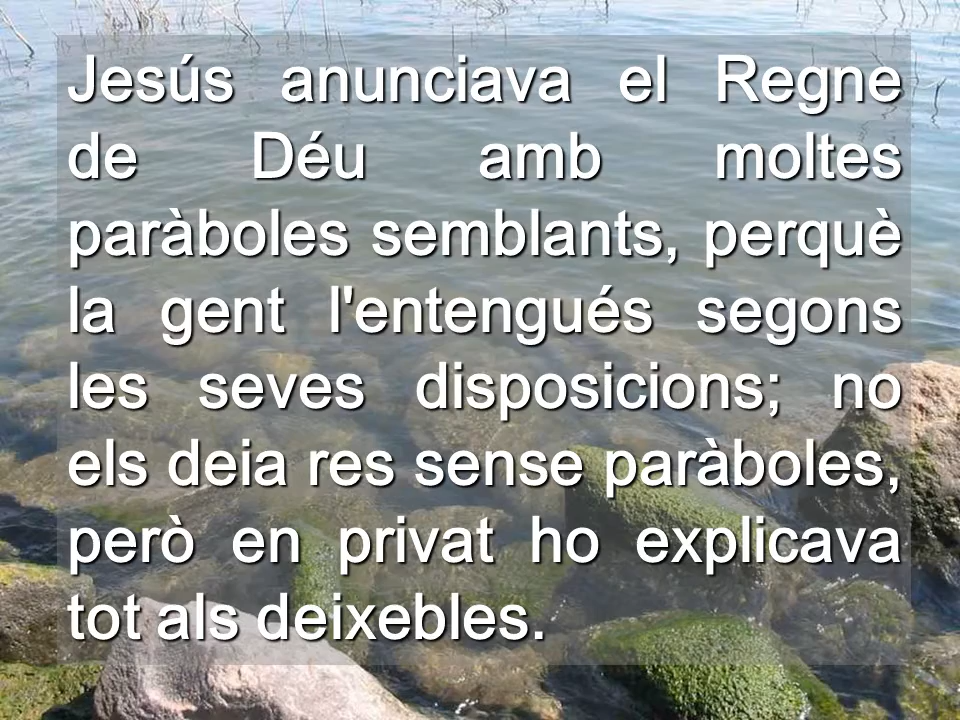 Jesús anunciava el Regne
de Déu amb moltes
paràboles semblants, perquè
la gent l'entengués segons
les seves disposicions; no
els deia res sense paràboles,
però en privat ho explicava
tot als deixebles.